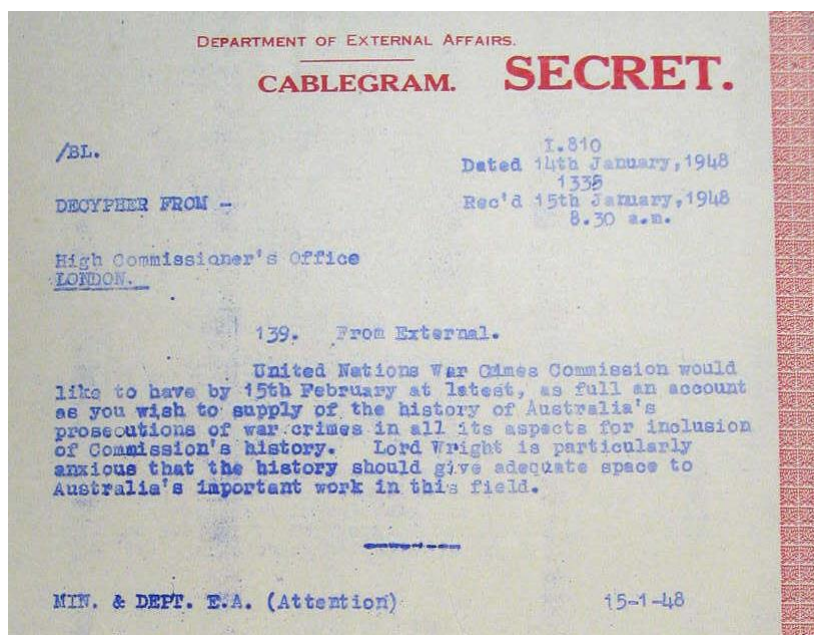 DEPARTMENT OF EXTERNAL AFFAIRS.
CABLEGRAM. SECRET.
I.810
/BL. Dated 14th January, 1948
1335
DECYPHER FROM - Rec'd 15th January, 1948
8.30 a.m.
High Commissioner's Office
LONDON.
139. From External.
United Nations War Crimes Commission would
like to have by 15th February at latest, as full an account
as you wish to supply of the history of Australia's
prosecutions of war crimes in all its aspects for inclusion
of Commission's history. Lord Wright is particularly
anxious that the history should give adequate space to
Australia's important work in this field.
MIN. & DEPT. E.A. (Attention) 15-1-48